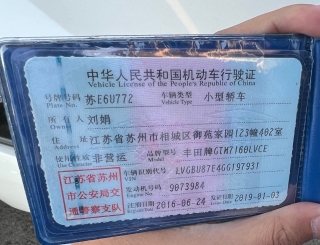 中华人民共和国机动车行驶证
Vehicle License of the People's Republic of China
号牌号码 苏E6U772 车辆类型 小型轿车
Plate No. Vehicle Type
所有人 刘娟
住址 江苏省苏州市相城区御苑家园123幢402室
使用性质 非营运 品牌型号 丰田牌GTM7160LVCE
江苏省苏州市公安局交通警察支队
车辆识别代号 LVGBU87E4GG197931
VIN
发动机号码 9073984
注册日期 2016-06-24 发证日期 2019-01-03